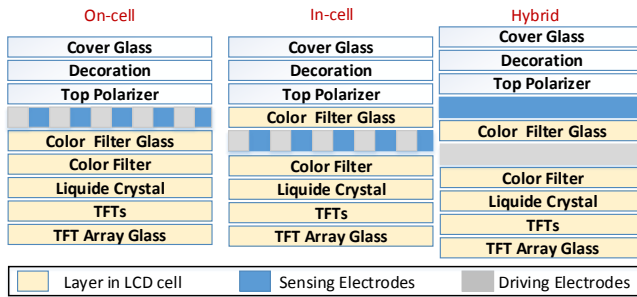 On-cell
Cover Glass
Decoration
Top Polarizer
Color Filter Glass
Color Filter
Liquide Crystal
TFTs
TFT Array Glass
In-cell
Cover Glass
Decoration
Top Polarizer
Color Filter Glass
Color Filter
Liquide Crystal
TFTs
TFT Array Glass
Hybrid
Cover Glass
Decoration
Top Polarizer
Color Filter Glass
Color Filter
Liquide Crystal
TFTs
TFT Array Glass
Layer in LCD cell
Sensing Electrodes
Driving Electrodes